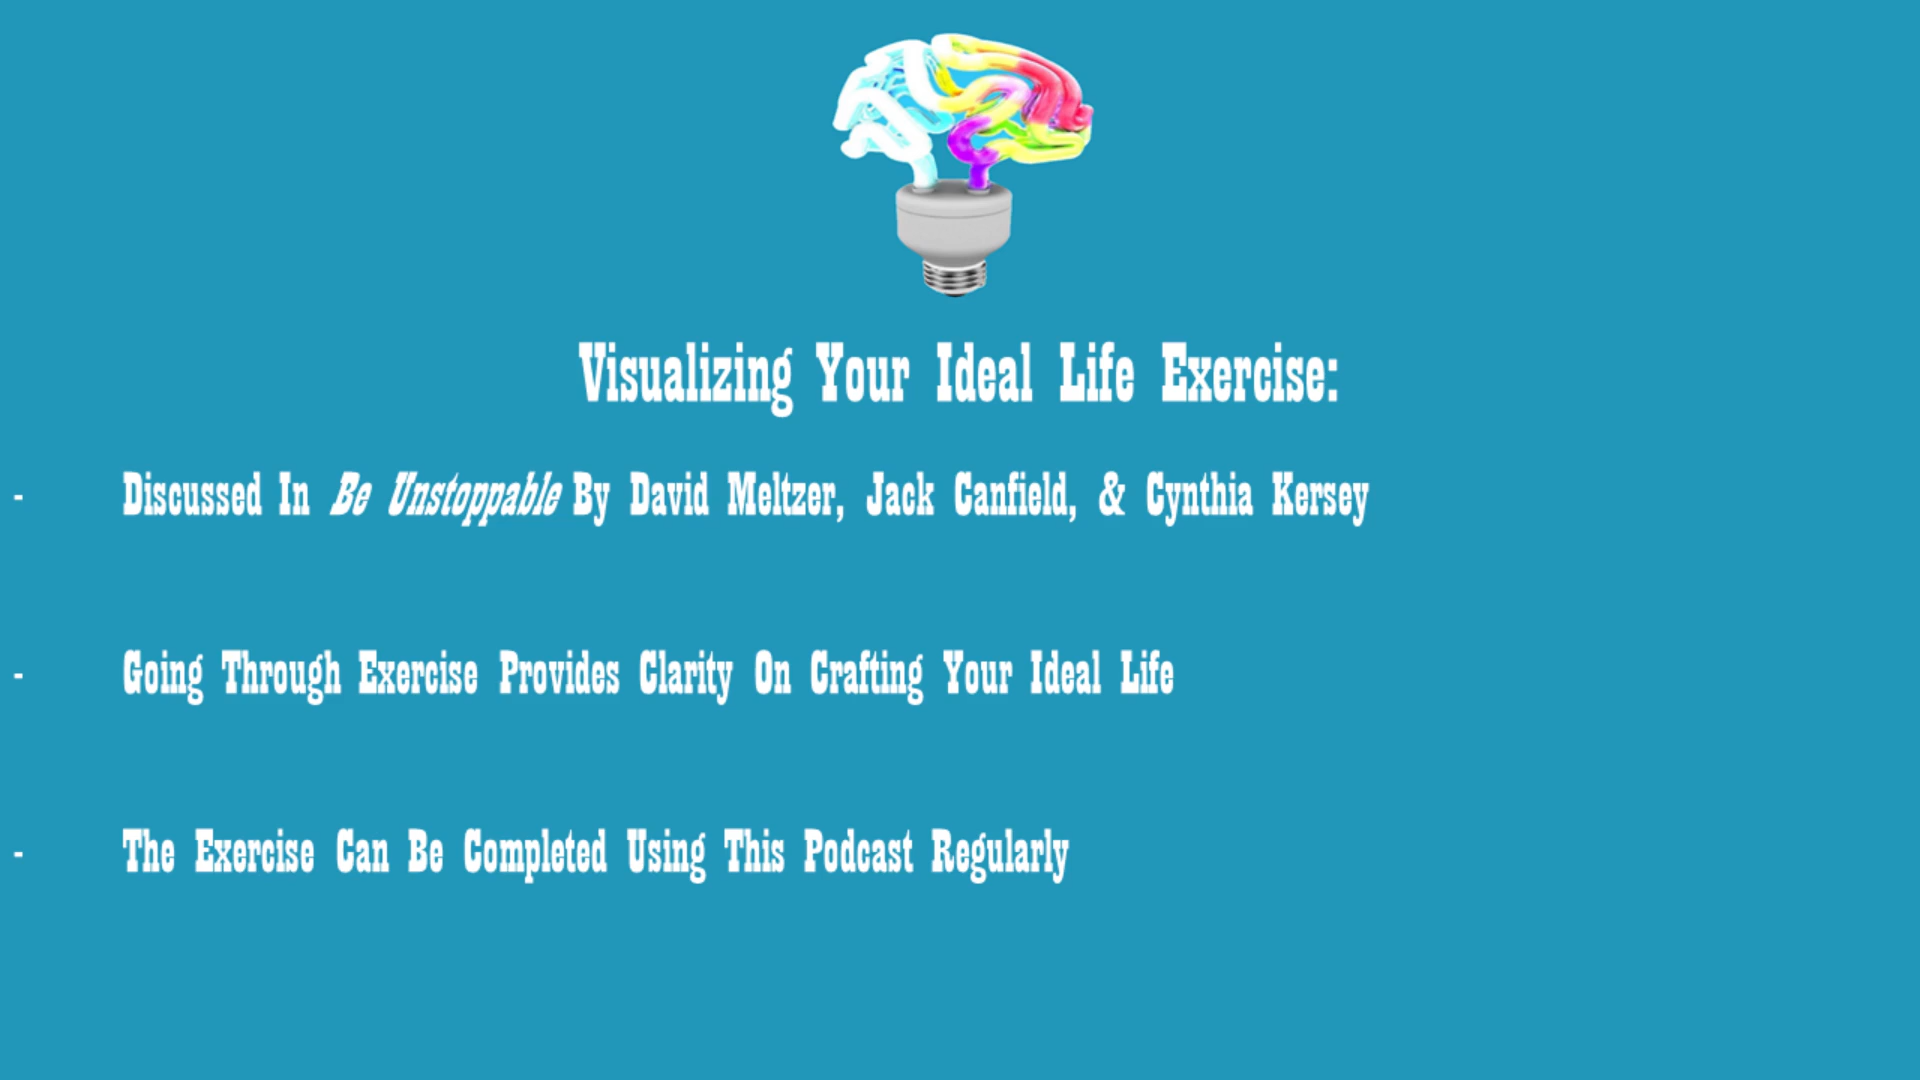 Visualizing Your Ideal Life Exercise:
- Discussed In Be Unstoppable By David Meltzer, Jack Canfield, & Cynthia Kersey
- Going Through Exercise Provides Clarity On Crafting Your Ideal Life
- The Exercise Can Be Completed Using This Podcast Regularly